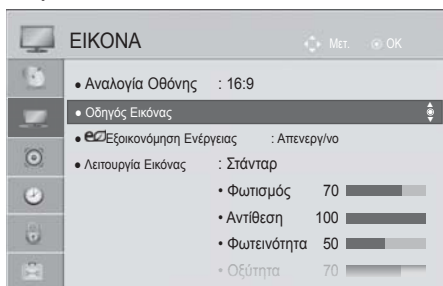 ΕΙΚΟΝΑ Μετ. OK
• Αναλογία Οθόνης : 16:9
• Οδηγός Εικόνας
• Εξοικονόμηση Ενέργειας : Απενεργ/νο
• Λειτουργία Εικόνας : Στάνταρ
• Φωτισμός 70
• Αντίθεση 100
• Φωτεινότητα 50
• Οξύτητα 70